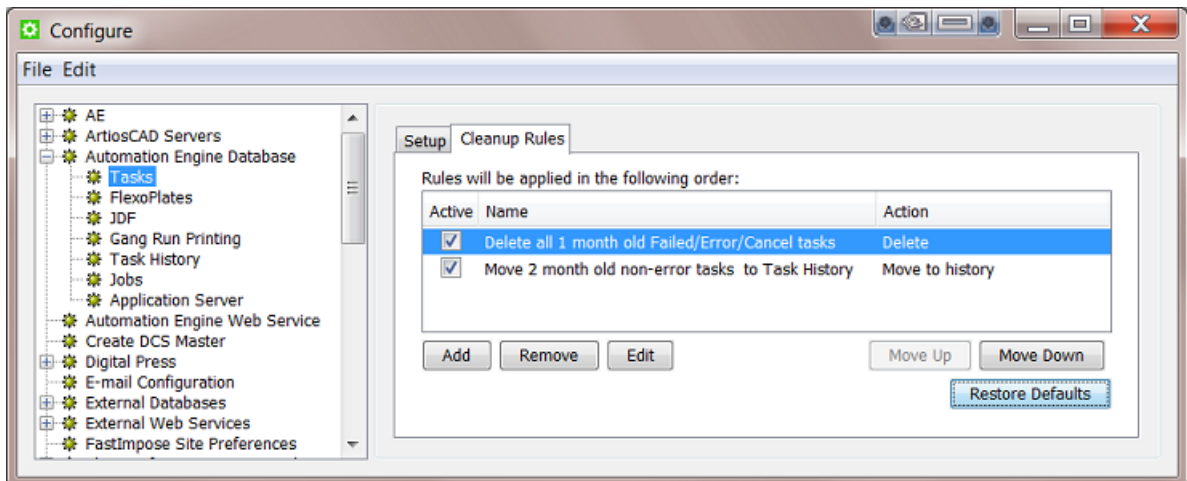 Configure
File Edit
AE
ArtiosCAD Servers
Automation Engine Database
Tasks
FlexoPlates
JDF
Gang Run Printing
Task History
Jobs
Application Server
Automation Engine Web Service
Create DCS Master
Digital Press
E-mail Configuration
External Databases
External Web Services
FastImpose Site Preferences
Setup Cleanup Rules
Rules will be applied in the following order:
Active Name Action
Delete all 1 month old Failed/Error/Cancel tasks Delete
Move 2 month old non-error tasks to Task History Move to history
Add Remove Edit Move Up Move Down
Restore Defaults